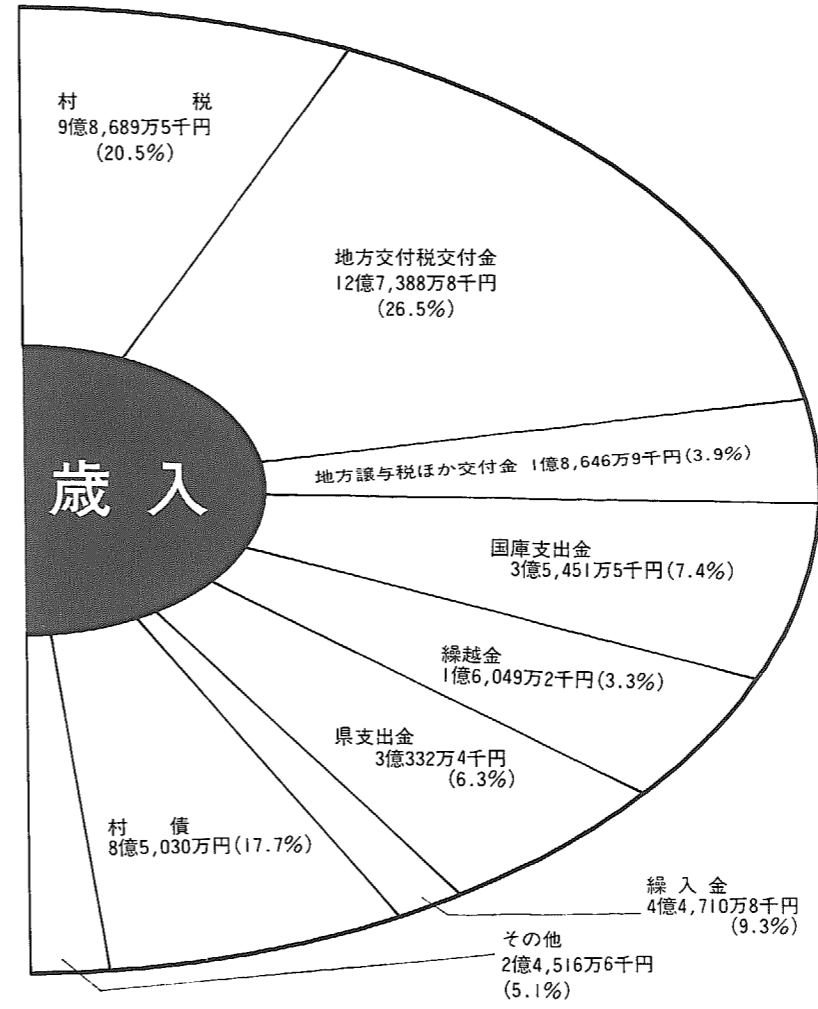 村 税
9億8,689万5千円
(20.5%)
地方交付税交付金
12億7,388万8千円
(26.5%)
地方譲与税ほか交付金 1億8,646万9千円(3.9%)
歳入
国庫支出金
3億5,451万5千円(7.4%)
繰越金
1億6,049万2千円(3.3%)
県支出金
3億332万4千円
(6.3%)
村 債
8億5,030万円(17.7%)
繰入金
4億4,710万8千円
(9.3%)
その他
2億4,516万6千円
(5.1%)